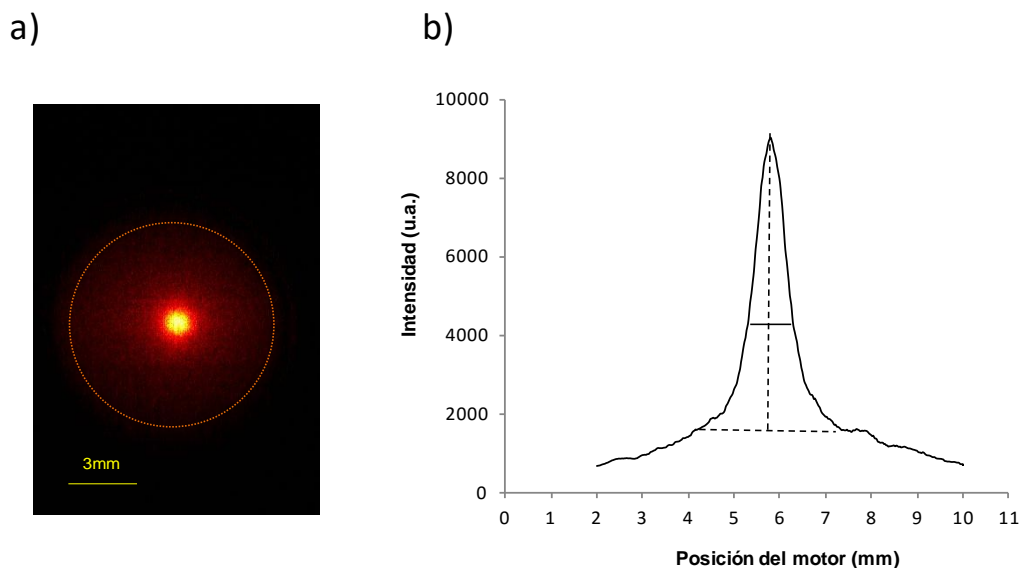 a)
3mm
b)
Intensidad (u.a.)
10000
8000
6000
4000
2000
0
0 1 2 3 4 5 6 7 8 9 10 11
Posición del motor (mm)